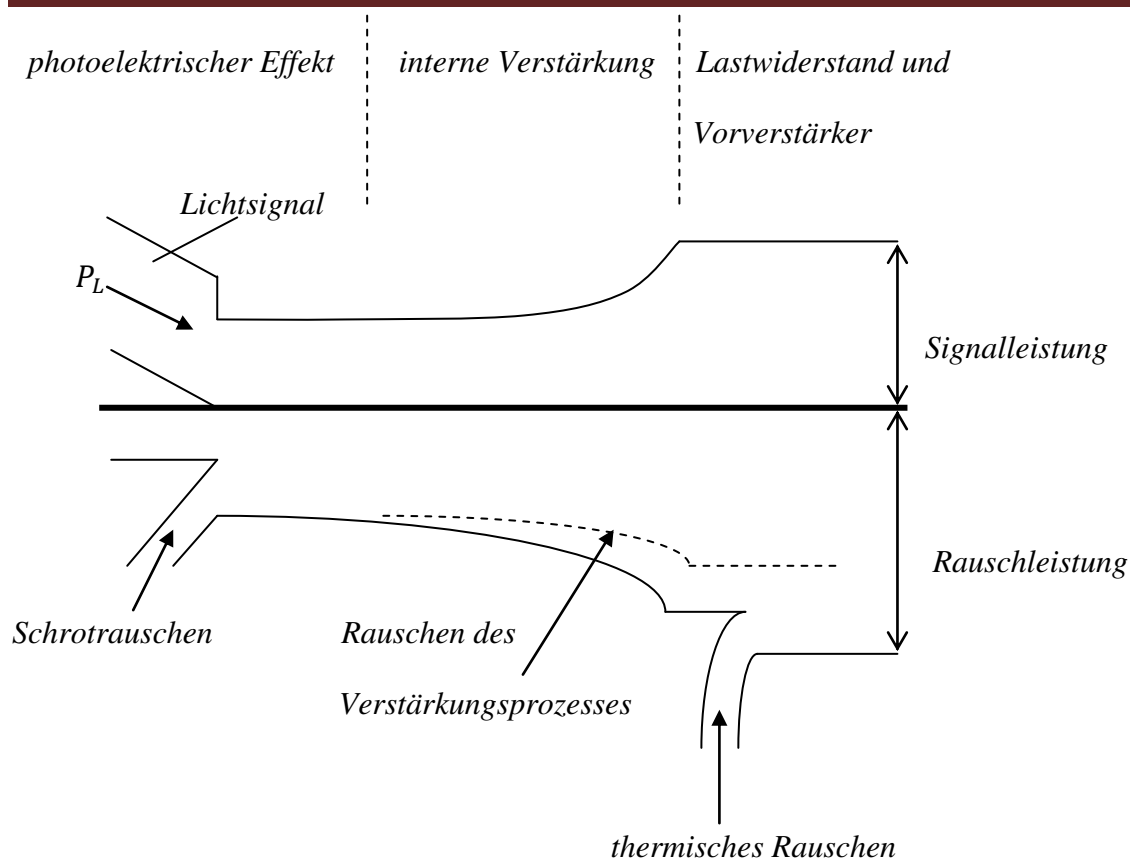 photoelektrischer Effekt
interne Verstärkung
Lastwiderstand und
Vorverstärker
Lichtsignal
P_L
Signalleistung
Rauschleistung
Schrotrauschen
Rauschen des
Verstärkungsprozesses
thermisches Rauschen